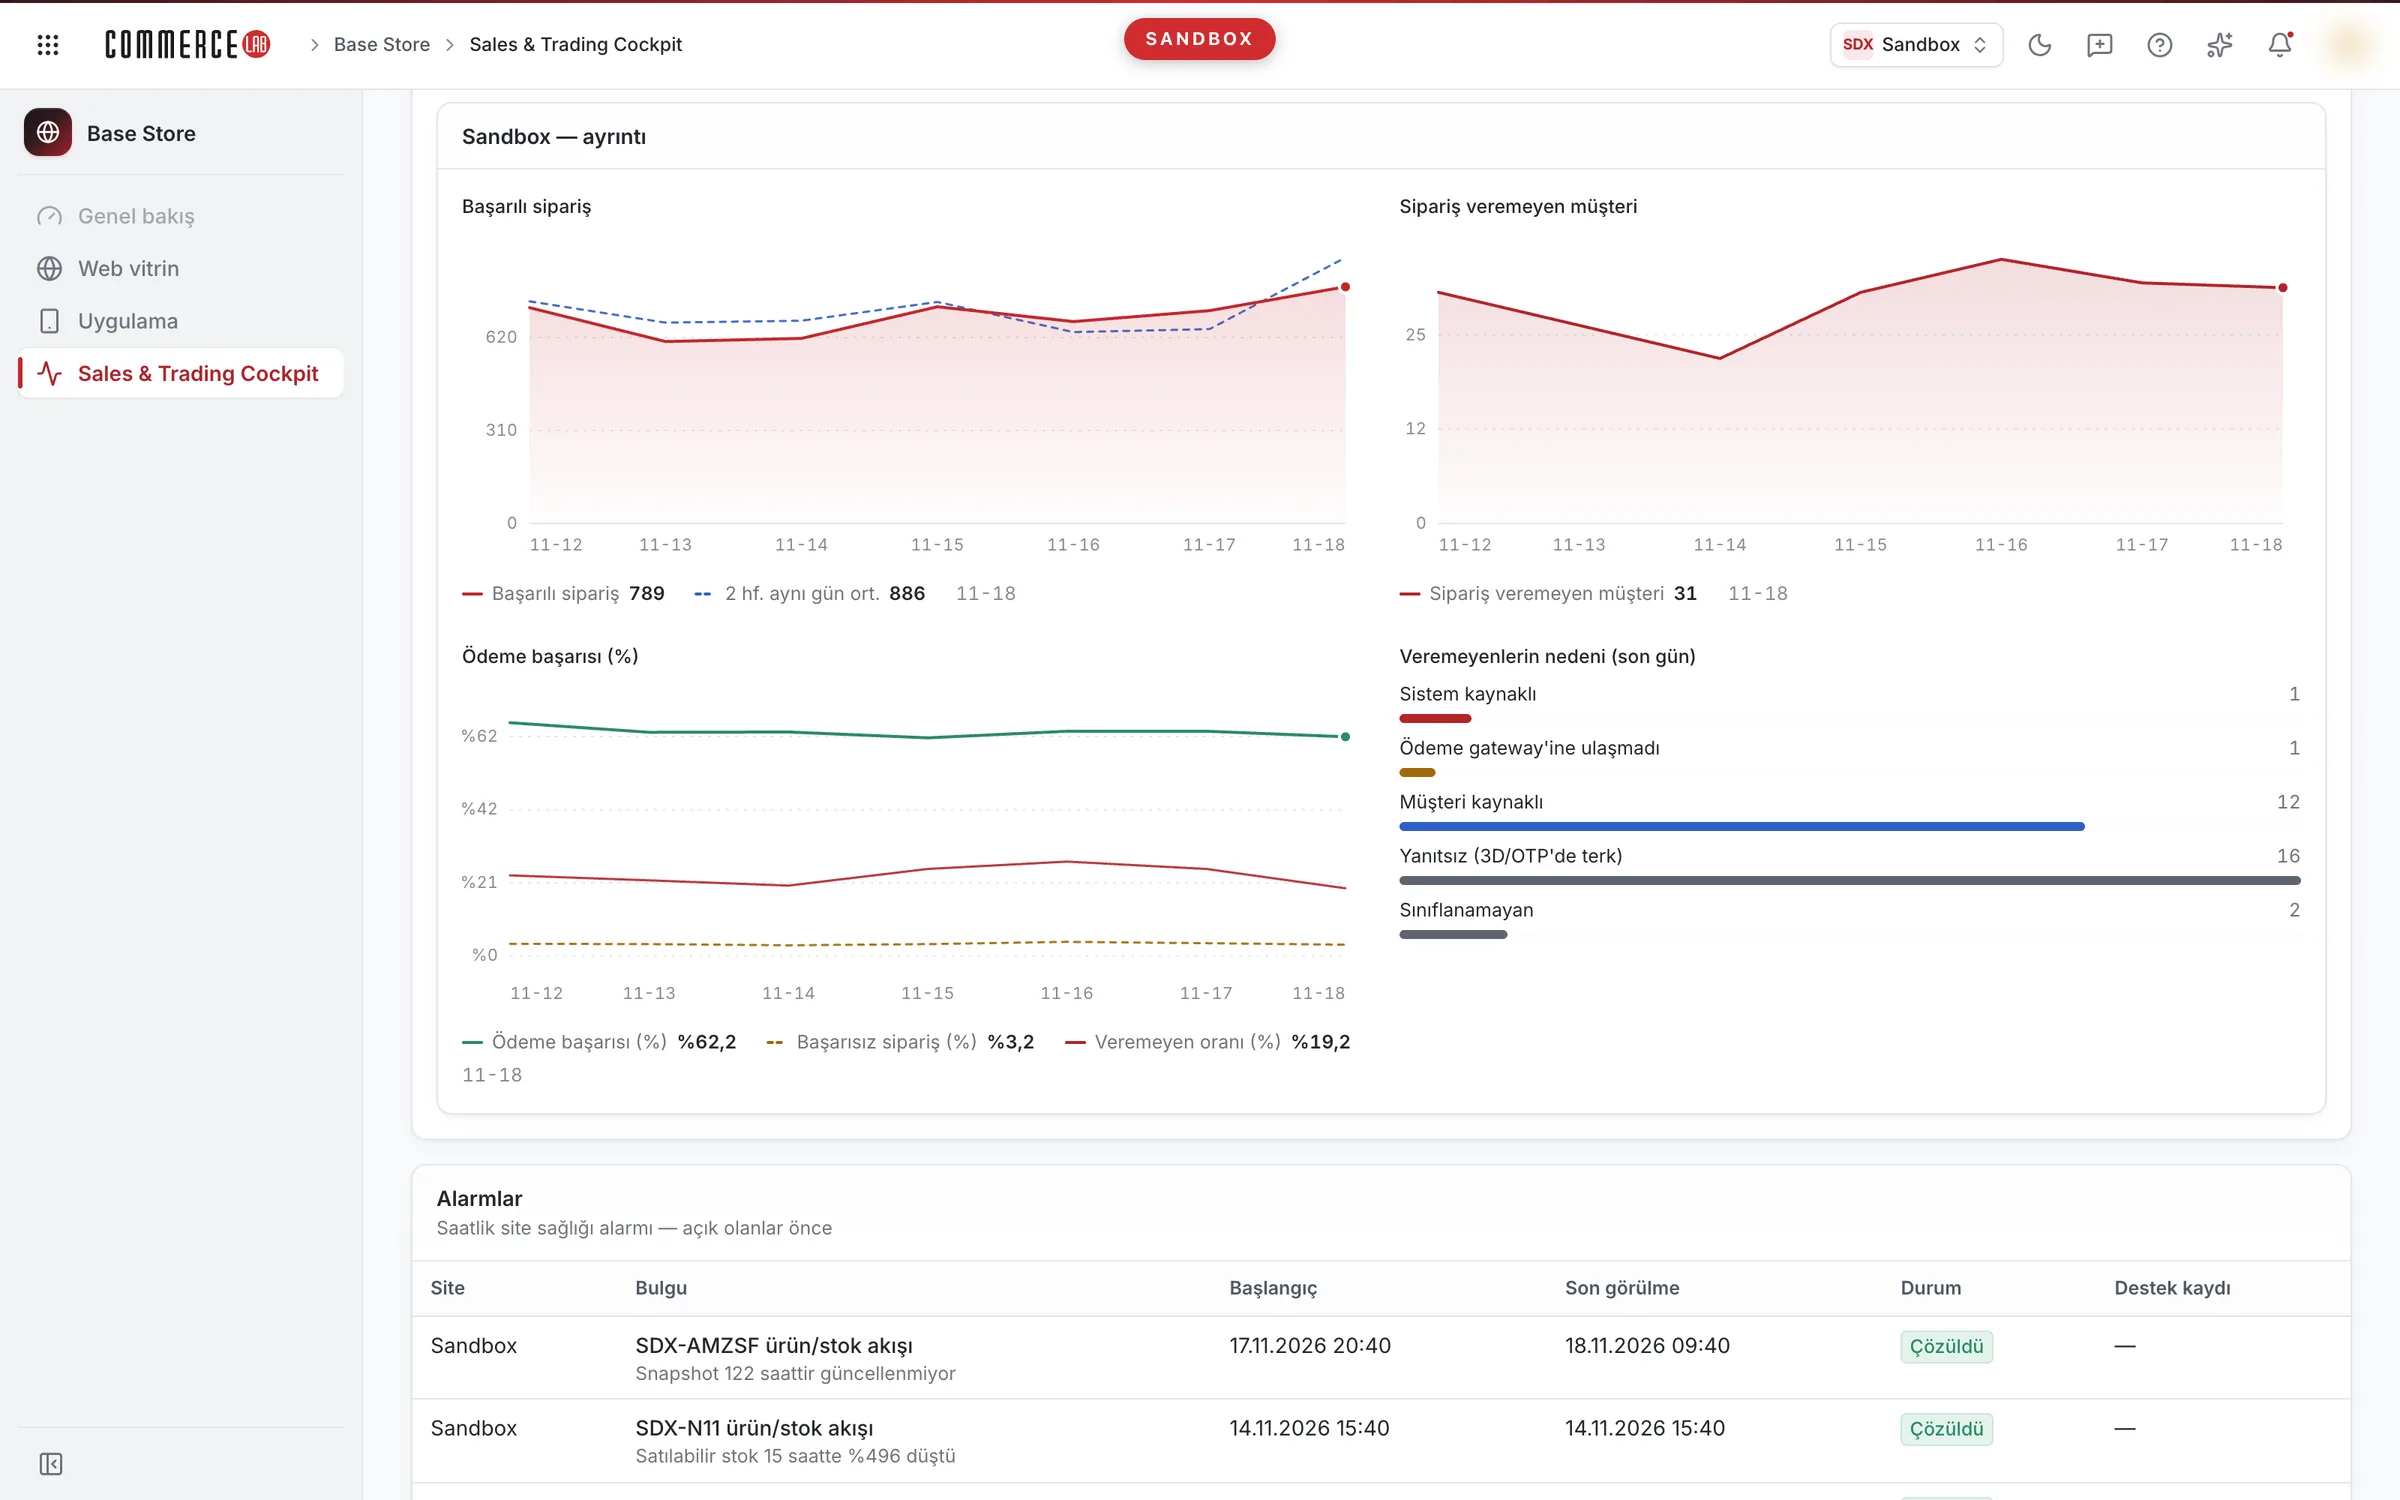 COMMERCE LAB
Base Store
Sales & Trading Cockpit
SANDBOX
SDX Sandbox
Base Store
Genel bakış
Web vitrin
Uygulama
Sales & Trading Cockpit
Sandbox — ayrıntı
Başarılı sipariş
620
310
0
11-12 11-13 11-14 11-15 11-16 11-17 11-18
Başarılı sipariş 789 2 hf. aynı gün ort. 886 11-18
Sipariş veremeyen müşteri
25
12
0
11-12 11-13 11-14 11-15 11-16 11-17 11-18
Sipariş veremeyen müşteri 31 11-18
Ödeme başarısı (%)
%62
%42
%21
%0
11-12 11-13 11-14 11-15 11-16 11-17 11-18
Ödeme başarısı (%) %62,2 Başarısız sipariş (%) %3,2 Veremeyen oranı (%) %19,2
11-18
Veremeyenlerin nedeni (son gün)
Sistem kaynaklı 1
Ödeme gateway'ine ulaşmadı 1
Müşteri kaynaklı 12
Yanıtsız (3D/OTP'de terk) 16
Sınıflanamayan 2
Alarmlar
Saatlik site sağlığı alarmı — açık olanlar önce
Site Bulgu Başlangıç Son görülme Durum Destek kaydı
Sandbox SDX-AMZSF ürün/stok akışı 17.11.2026 20:40 18.11.2026 09:40 Çözüldü —
Snapshot 122 saattir güncellenmiyor
Sandbox SDX-N11 ürün/stok akışı 14.11.2026 15:40 14.11.2026 15:40 Çözüldü —
Satılabilir stok 15 saatte %496 düştü